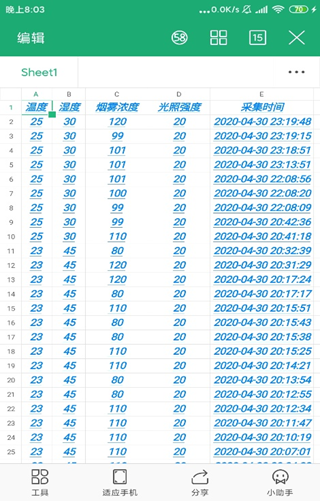 晚上8:03 ...0.0K/s 70
编辑 58 15
Sheet1
A B C D E
1 温度 湿度 烟雾浓度 光照强度 采集时间
2 25 30 120 20 2020-04-30 23:19:48
3 25 30 99 20 2020-04-30 23:19:15
4 25 30 101 20 2020-04-30 23:18:51
5 25 30 101 20 2020-04-30 23:13:51
6 25 30 101 20 2020-04-30 22:08:56
7 25 30 100 20 2020-04-30 22:08:20
8 25 30 99 20 2020-04-30 22:08:09
9 25 30 99 20 2020-04-30 20:42:36
10 25 30 110 20 2020-04-30 20:41:18
11 23 45 80 20 2020-04-30 20:32:39
12 23 45 120 20 2020-04-30 20:31:29
13 23 45 120 20 2020-04-30 20:17:24
14 23 45 80 20 2020-04-30 20:17:17
15 23 45 110 20 2020-04-30 20:15:51
16 23 45 80 20 2020-04-30 20:15:43
17 23 45 80 20 2020-04-30 20:15:38
18 23 45 110 20 2020-04-30 20:15:25
19 23 45 110 20 2020-04-30 20:14:21
20 23 45 80 20 2020-04-30 20:13:54
21 23 45 80 20 2020-04-30 20:12:55
22 23 45 110 20 2020-04-30 20:12:34
23 23 45 110 20 2020-04-30 20:11:47
24 23 45 110 20 2020-04-30 20:10:19
25 23 45 110 20 2020-04-30 20:07:01
工具 适应手机 分享 小助手